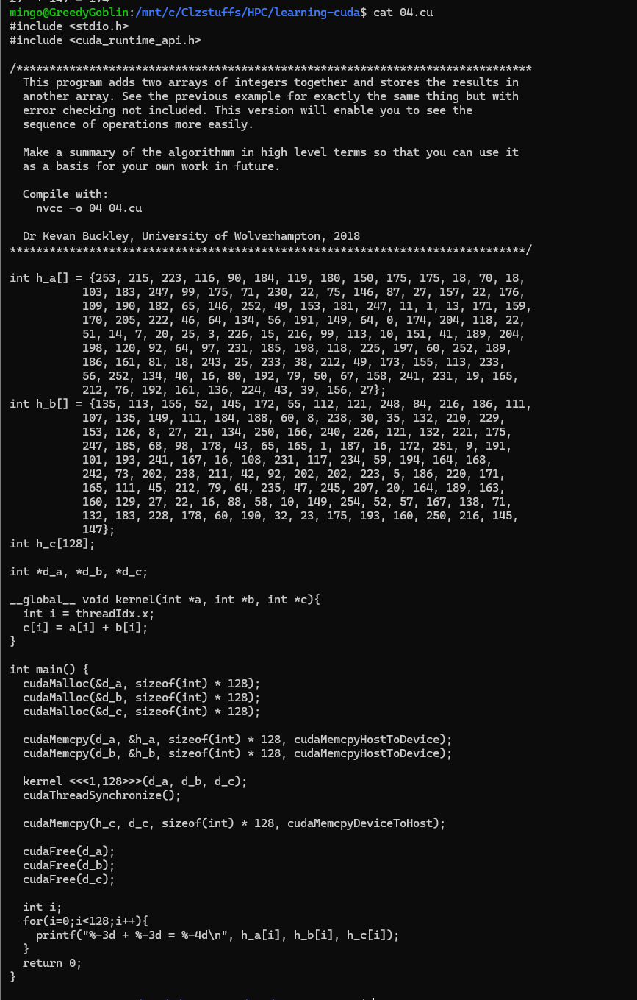 mingo@GreedyGoblin:/mnt/c/Clzstuffs/HPC/learning-cuda$ cat 04.cu
#include <stdio.h>
#include <cuda_runtime_api.h>

/******************************************************************************
  This program adds two arrays of integers together and stores the results in
  another array. See the previous example for exactly the same thing but with
  error checking not included. This version will enable you to see the
  sequence of operations more easily.

  Make a summary of the algorithmm in high level terms so that you can use it
  as a basis for your own work in future.

  Compile with:
    nvcc -o 04 04.cu

  Dr Kevan Buckley, University of Wolverhampton, 2018
******************************************************************************/

int h_a[] = {253, 215, 223, 116, 90, 184, 119, 180, 150, 175, 175, 18, 70, 18,
           103, 183, 247, 99, 175, 71, 230, 22, 75, 146, 87, 27, 157, 22, 176,
           109, 190, 182, 65, 146, 252, 49, 153, 181, 247, 11, 1, 13, 171, 159,
           170, 205, 222, 46, 64, 134, 56, 191, 149, 64, 0, 174, 204, 118, 22,
           51, 14, 7, 20, 25, 3, 226, 15, 216, 99, 113, 10, 151, 41, 189, 204,
           198, 120, 92, 64, 97, 231, 185, 198, 118, 225, 197, 60, 252, 189,
           186, 161, 81, 18, 243, 25, 233, 38, 212, 49, 173, 155, 113, 233,
           56, 252, 134, 40, 16, 80, 192, 79, 50, 67, 158, 241, 231, 19, 165,
           212, 76, 192, 161, 136, 224, 43, 39, 156, 27};
int h_b[] = {135, 113, 155, 52, 145, 172, 55, 112, 121, 248, 84, 216, 186, 111,
           107, 135, 149, 111, 184, 188, 60, 8, 238, 30, 35, 132, 210, 229,
           153, 126, 8, 27, 21, 134, 250, 166, 240, 226, 121, 132, 221, 175,
           247, 185, 68, 98, 178, 43, 65, 165, 1, 187, 16, 172, 251, 9, 191,
           101, 193, 241, 167, 16, 108, 231, 117, 234, 59, 194, 164, 168,
           242, 73, 202, 238, 211, 42, 92, 202, 202, 223, 5, 186, 220, 171,
           165, 111, 45, 212, 79, 64, 235, 47, 245, 207, 20, 164, 189, 163,
           160, 129, 27, 22, 16, 88, 58, 10, 149, 254, 52, 57, 167, 138, 71,
           132, 183, 228, 178, 60, 190, 32, 23, 175, 193, 160, 250, 216, 145,
           147};
int h_c[128];

int *d_a, *d_b, *d_c;

__global__ void kernel(int *a, int *b, int *c){
  int i = threadIdx.x;
  c[i] = a[i] + b[i];
}

int main() {
  cudaMalloc(&d_a, sizeof(int) * 128);
  cudaMalloc(&d_b, sizeof(int) * 128);
  cudaMalloc(&d_c, sizeof(int) * 128);

  cudaMemcpy(d_a, &h_a, sizeof(int) * 128, cudaMemcpyHostToDevice);
  cudaMemcpy(d_b, &h_b, sizeof(int) * 128, cudaMemcpyHostToDevice);

  kernel <<<1,128>>>(d_a, d_b, d_c);
  cudaThreadSynchronize();

  cudaMemcpy(h_c, d_c, sizeof(int) * 128, cudaMemcpyDeviceToHost);

  cudaFree(d_a);
  cudaFree(d_b);
  cudaFree(d_c);

  int i;
  for(i=0;i<128;i++){
    printf("%-3d + %-3d = %-4d\n", h_a[i], h_b[i], h_c[i]);
  }
  return 0;
}